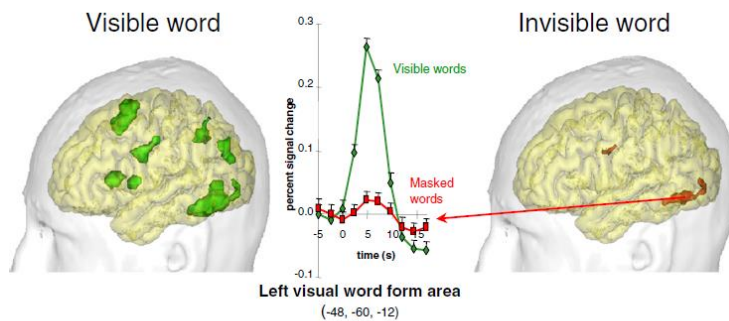 Visible word
Invisible word
0.3
0.2
0.1
0.0
-0.1
percent signal change
Visible words
Masked
words
-5 0 5 10 15
time (s)
Left visual word form area
(-48, -60, -12)